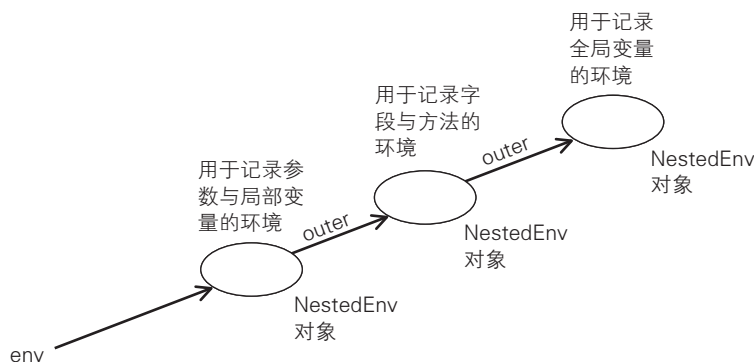 用于记录
全局变量
的环境
用于记录字
段与方法的
环境
outer
NestedEnv
对象
用于记录参
数与局部变
量的环境
outer
NestedEnv
对象
NestedEnv
对象
env